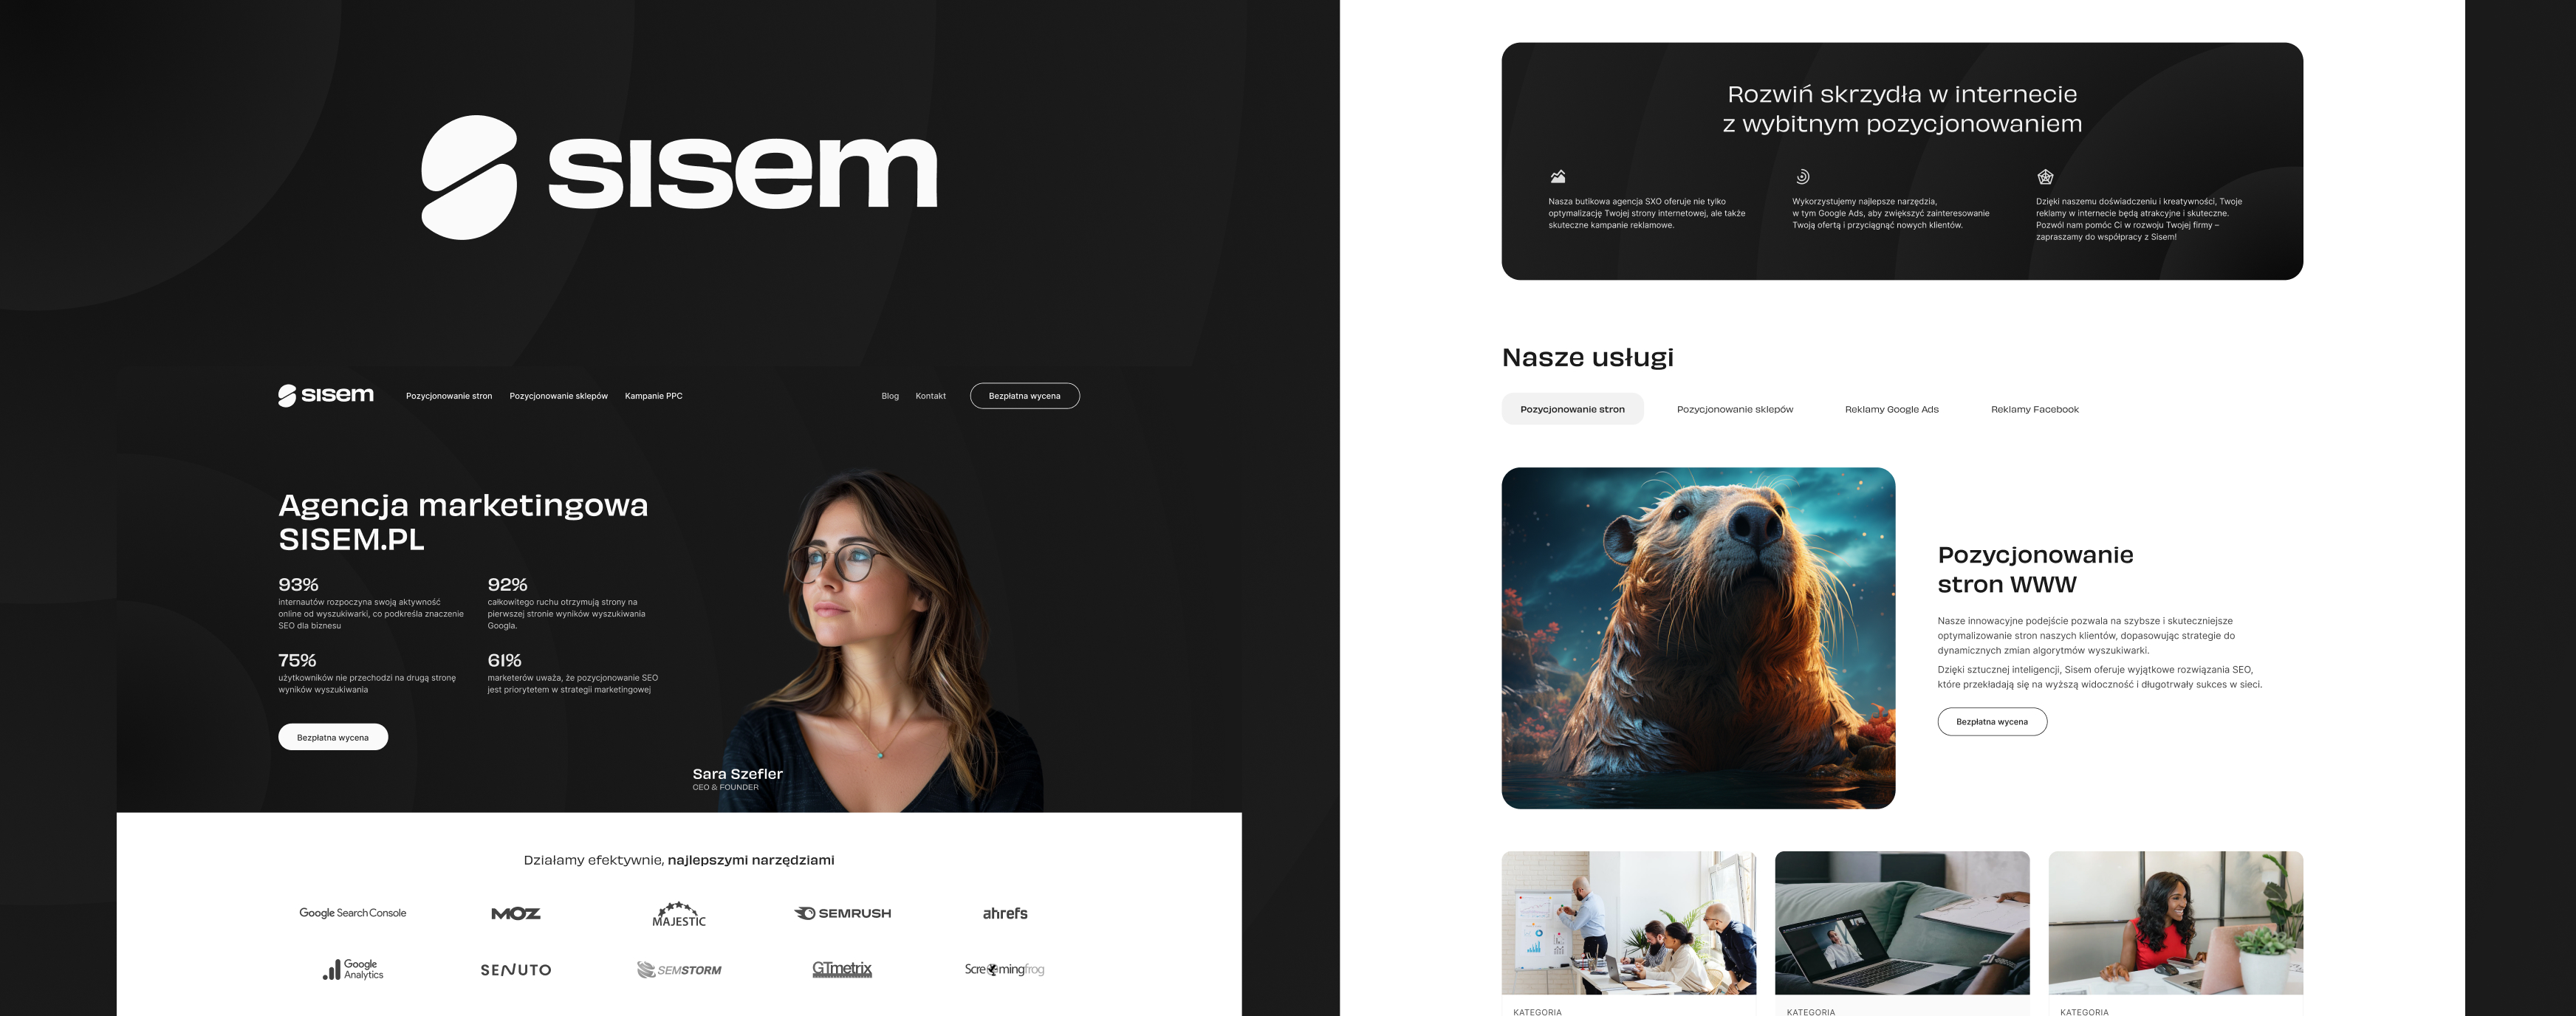 sisem
sisem
Pozycjonowanie stron
Pozycjonowanie sklepów
Kampanie PPC
Blog
Kontakt
Bezpłatna wycena
Agencja marketingowa
SISEM.PL
93%
internautów rozpoczyna swoją aktywność
online od wyszukiwarki, co podkreśla znaczenie
SEO dla biznesu
92%
całkowitego ruchu otrzymują strony na
pierwszej stronie wyników wyszukiwania
Googla.
75%
użytkowników nie przechodzi na drugą stronę
wyników wyszukiwania
61%
marketerów uważa, że pozycjonowanie SEO
jest priorytetem w strategii marketingowej
Bezpłatna wycena
Sara Szefler
CEO & FOUNDER
Działamy efektywnie, najlepszymi narzędziami
Google Search Console
MOZ
MAJESTIC
SEMRUSH
ahrefs
Google
Analytics
SENUTO
SEMSTORM
GTmetrix
Screamingfrog
Rozwiń skrzydła w internecie
z wybitnym pozycjonowaniem
Nasza butikowa agencja SXO oferuje nie tylko
optymalizację Twojej strony internetowej, ale także
skuteczne kampanie reklamowe.
Wykorzystujemy najlepsze narzędzia,
w tym Google Ads, aby zwiększyć zainteresowanie
Twoją ofertą i przyciągnąć nowych klientów.
Dzięki naszemu doświadczeniu i kreatywności, Twoje
reklamy w internecie będą atrakcyjne i skuteczne.
Pozwól nam pomóc Ci w rozwoju Twojej firmy –
zapraszamy do współpracy z Sisem!
Nasze usługi
Pozycjonowanie stron
Pozycjonowanie sklepów
Reklamy Google Ads
Reklamy Facebook
Pozycjonowanie
stron WWW
Nasze innowacyjne podejście pozwala na szybsze i skuteczniejsze
optymalizowanie stron naszych klientów, dopasowując strategie do
dynamicznych zmian algorytmów wyszukiwarki.
Dzięki sztucznej inteligencji, Sisem oferuje wyjątkowe rozwiązania SEO,
które przekładają się na wyższą widoczność i długotrwały sukces w sieci.
Bezpłatna wycena
KATEGORIA
KATEGORIA
KATEGORIA